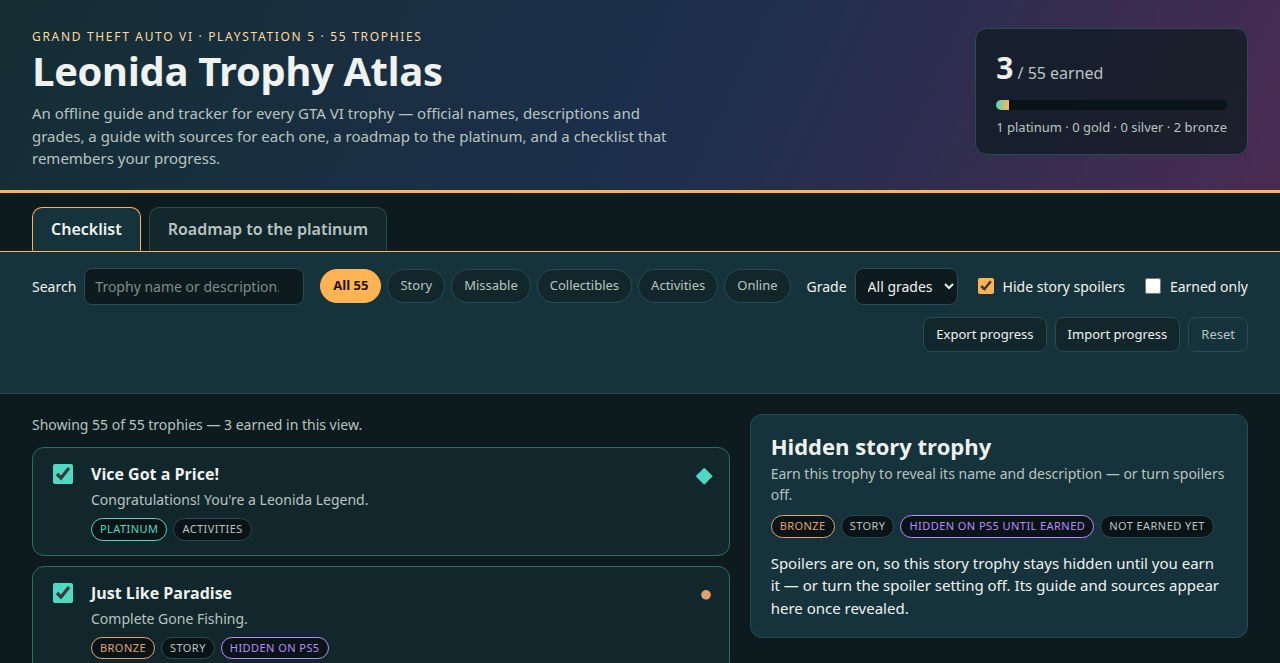 GRAND THEFT AUTO VI · PLAYSTATION 5 · 55 TROPHIES
Leonida Trophy Atlas
An offline guide and tracker for every GTA VI trophy — official names, descriptions and
grades, a guide with sources for each one, a roadmap to the platinum, and a checklist that
remembers your progress.
3 / 55 earned
1 platinum · 0 gold · 0 silver · 2 bronze
Checklist
Roadmap to the platinum
Search
Trophy name or description.
All 55
Story
Missable
Collectibles
Activities
Online
Grade
All grades
Hide story spoilers
Earned only
Export progress
Import progress
Reset
Showing 55 of 55 trophies — 3 earned in this view.
Vice Got a Price!
Congratulations! You're a Leonida Legend.
PLATINUM
ACTIVITIES
Just Like Paradise
Complete Gone Fishing.
BRONZE
STORY
HIDDEN ON PS5
Hidden story trophy
Earn this trophy to reveal its name and description — or turn spoilers
off.
BRONZE
STORY
HIDDEN ON PS5 UNTIL EARNED
NOT EARNED YET
Spoilers are on, so this story trophy stays hidden until you earn
it — or turn the spoiler setting off. Its guide and sources appear
here once revealed.